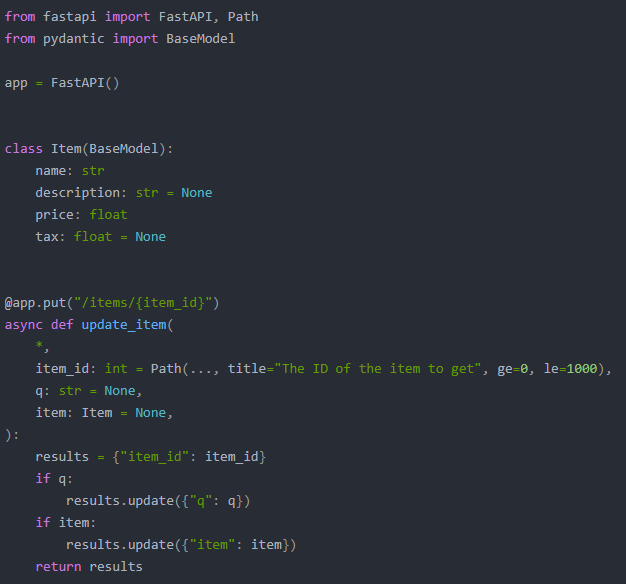 from fastapi import FastAPI, Path
from pydantic import BaseModel

app = FastAPI()


class Item(BaseModel):
    name: str
    description: str = None
    price: float
    tax: float = None


@app.put("/items/{item_id}")
async def update_item(
    *,
    item_id: int = Path(..., title="The ID of the item to get", ge=0, le=1000),
    q: str = None,
    item: Item = None,
):
    results = {"item_id": item_id}
    if q:
        results.update({"q": q})
    if item:
        results.update({"item": item})
    return results